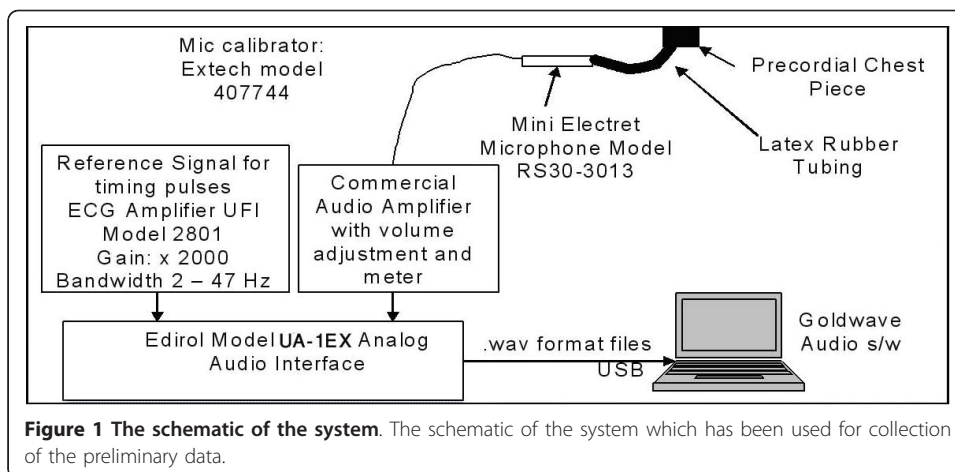 Mic calibrator:
Extech model
407744
Precordial Chest
Piece
Mini Electret
Microphone Model
RS30-3013
Latex Rubber
Tubing
Reference Signal for
timing pulses
ECG Amplifier UFI
Model 2801
Gain: x 2000
Bandwidth 2 – 47 Hz
Commercial
Audio Amplifier
with volume
adjustment and
meter
Edirol Model UA-1EX Analog
Audio Interface
.wav format files
USB
Goldwave
Audio s/w
Figure 1 The schematic of the system. The schematic of the system which has been used for collection
of the preliminary data.